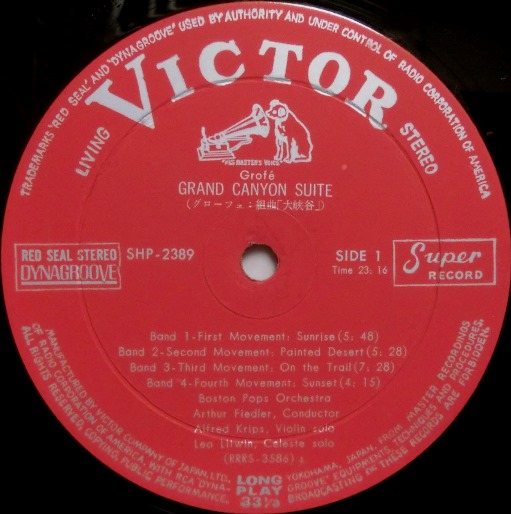 TRADEMARKS "RED SEAL" AND "DYNAGROOVE" USED BY AUTHORITY AND UNDER CONTROL OF RADIO CORPORATION OF AMERICA
LIVING VICTOR STEREO
"HIS MASTER'S VOICE"
Grofé
GRAND CANYON SUITE
(グローフェ:組曲「大峡谷」)
RED SEAL STEREO
DYNAGROOVE
SHP-2389
SIDE 1
Time 23:16
Super
RECORD
Band 1-First Movement: Sunrise(5:48)
Band 2-Second Movement: Painted Desert(5:28)
Band 3-Third Movement: On the Trail(7:28)
Band 4-Fourth Movement: Sunset(4:15)
Boston Pops Orchestra
Arthur Fiedler, Conductor
Alfred Krips, Violin solo
Leo Litwin, Celeste solo
(RRRS-3586)
MANUFACTURED BY VICTOR COMPANY OF JAPAN, LTD.,
OF RADIO CORPORATION OF AMERICA, WITH RCA "DYNA-
ALL RIGHTS RESERVED, COPYING, PUBLIC PERFORMANCE,
YOKOHAMA, JAPAN, FROM MASTER RECORDINGS
GROOVE" EQUIPMENTS, TECHNIQUES AND PROCEDURES.
BROADCASTING OF THESE RECORDS ARE FORBIDDEN.
LONG
PLAY
33 1/3